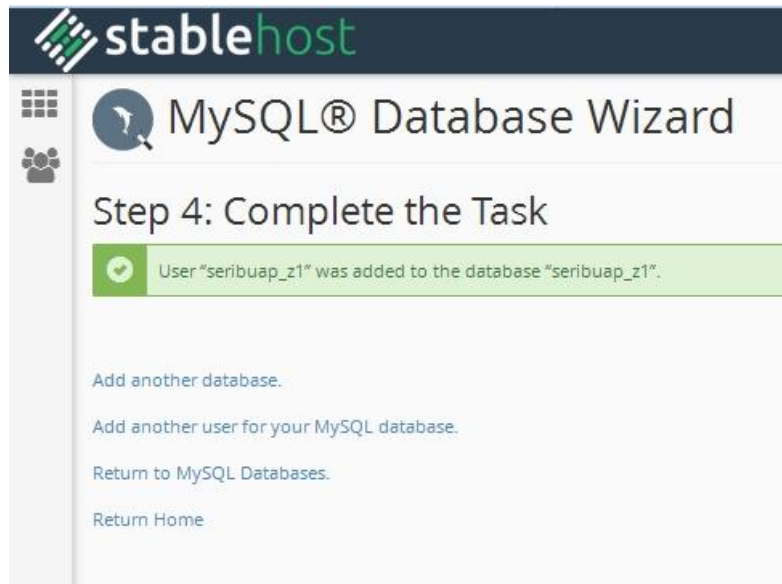 stablehost
MySQL® Database Wizard
Step 4: Complete the Task
User “seribuap_z1” was added to the database “seribuap_z1”.
Add another database.
Add another user for your MySQL database.
Return to MySQL Databases.
Return Home